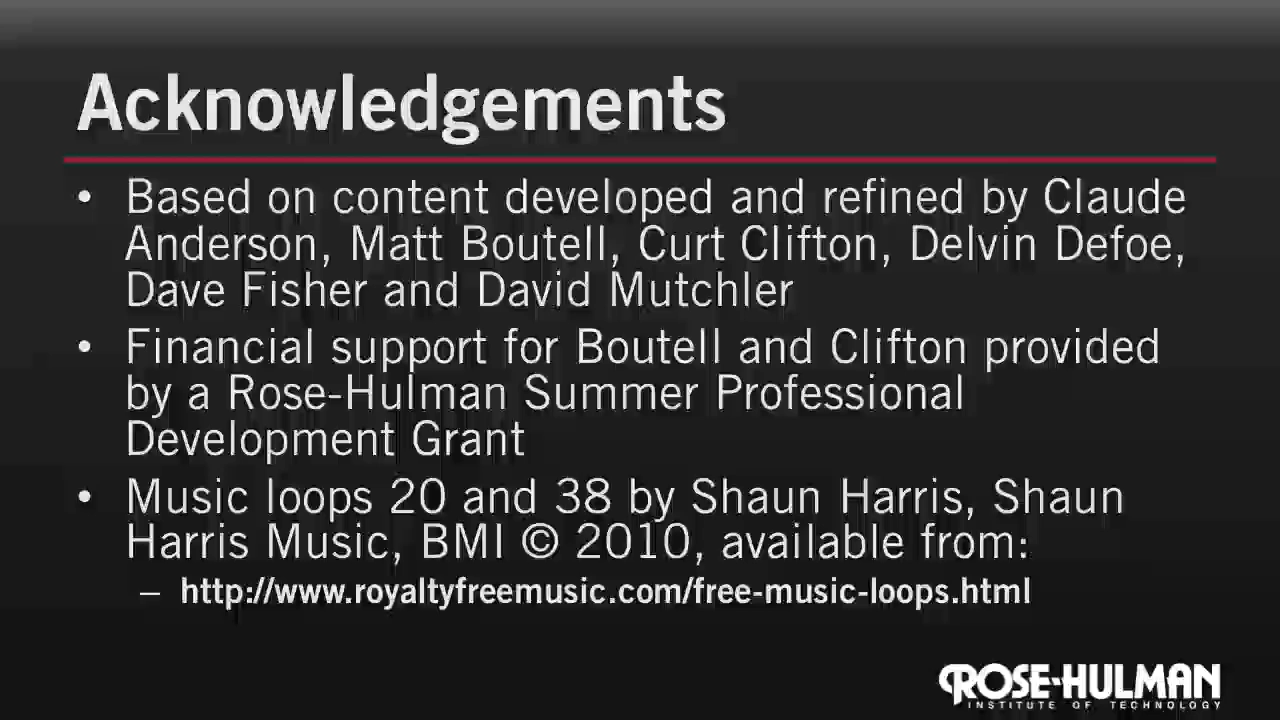 Acknowledgements
• Based on content developed and refined by Claude
Anderson, Matt Boutell, Curt Clifton, Delvin Defoe,
Dave Fisher and David Mutchler
• Financial support for Boutell and Clifton provided
by a Rose-Hulman Summer Professional
Development Grant
• Music loops 20 and 38 by Shaun Harris, Shaun
Harris Music, BMI © 2010, available from:
– http://www.royaltyfreemusic.com/free-music-loops.html
ROSE-HULMAN
INSTITUTE OF TECHNOLOGY